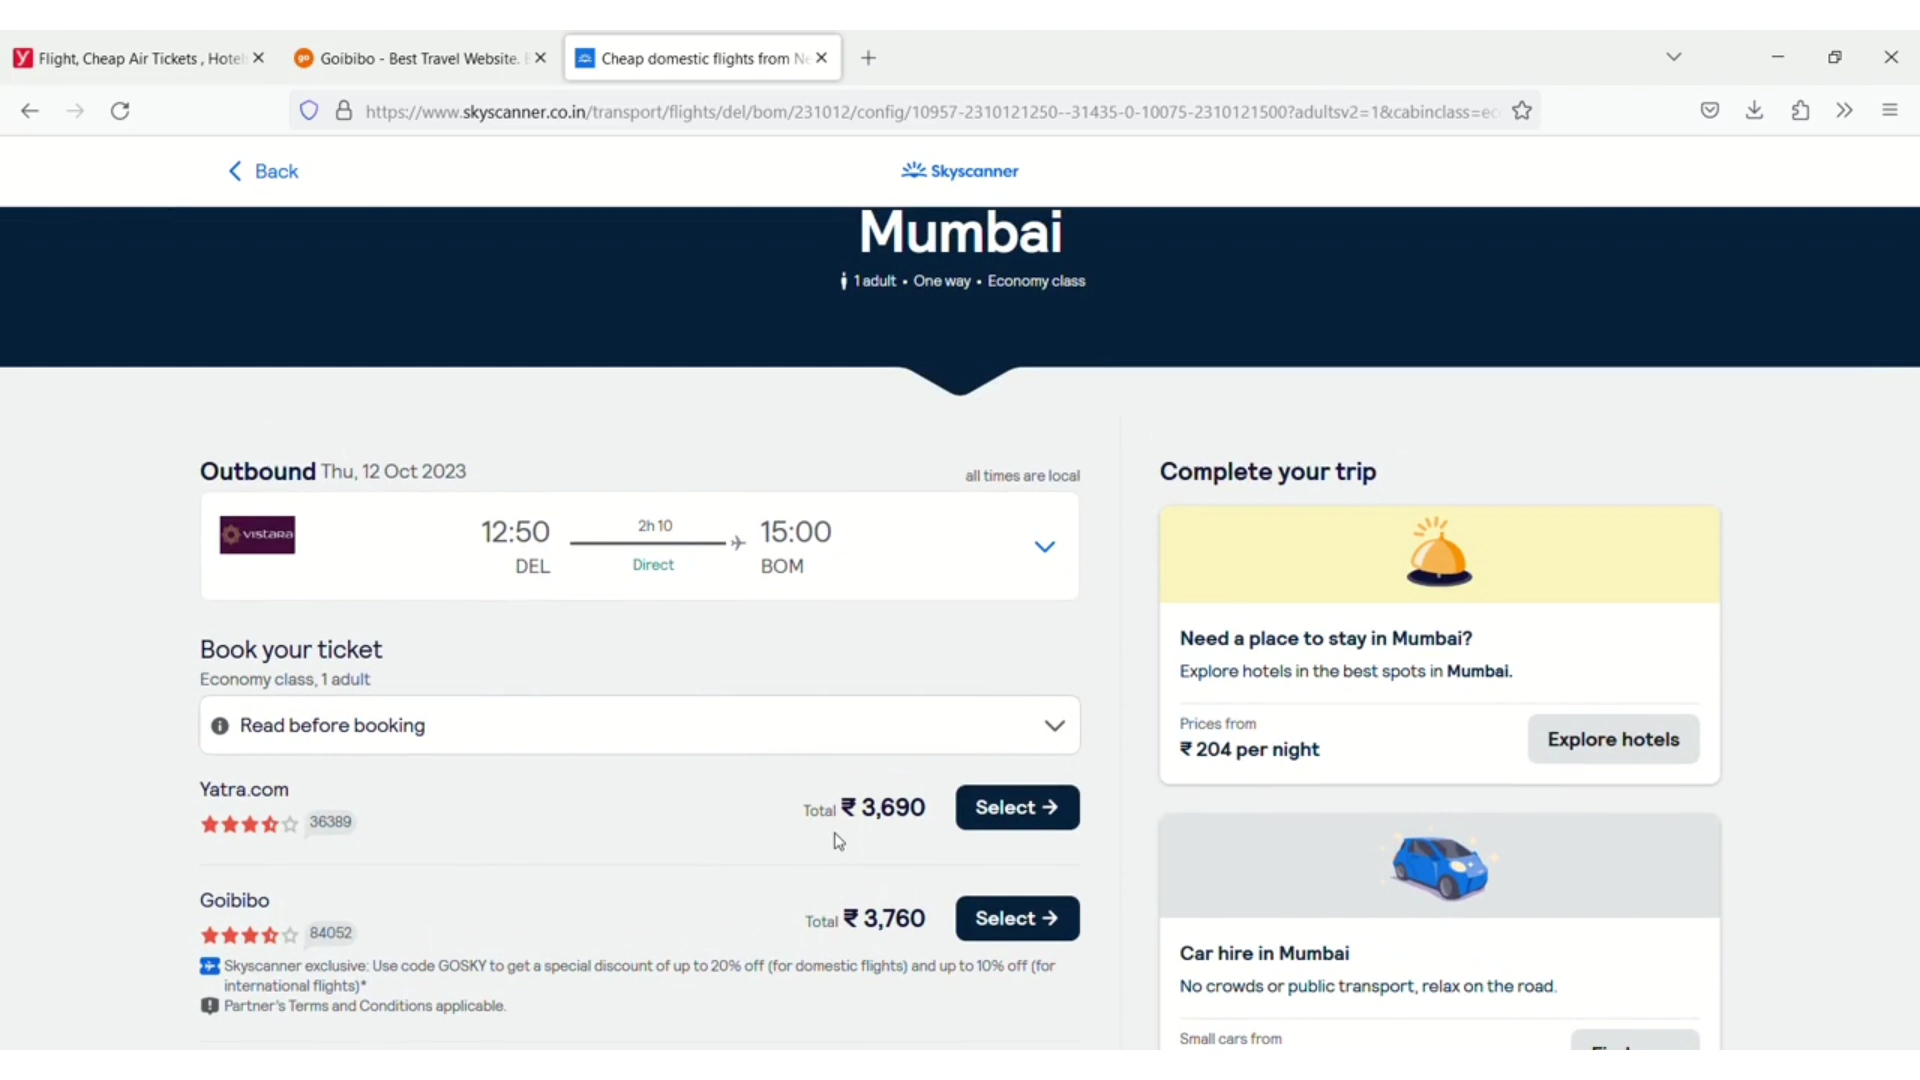 Flight, Cheap Air Tickets , Hotel
Goibibo - Best Travel Website.
Cheap domestic flights from Ne
https://www.skyscanner.co.in/transport/flights/del/bom/231012/config/10957-2310121250--31435-0-10075-2310121500?adultsv2=1&cabinclass=ec
Back
Skyscanner
Mumbai
1 adult • One way • Economy class
Outbound Thu, 12 Oct 2023
all times are local
vistara
12:50
2h 10
15:00
DEL
Direct
BOM
Book your ticket
Economy class, 1 adult
Read before booking
Yatra.com
36389
Total ₹ 3,690
Select →
Goibibo
84052
Total ₹ 3,760
Select →
Skyscanner exclusive: Use code GOSKY to get a special discount of up to 20% off (for domestic flights) and up to 10% off (for
international flights)*
Partner's Terms and Conditions applicable.
Complete your trip
Need a place to stay in Mumbai?
Explore hotels in the best spots in Mumbai.
Prices from
₹ 204 per night
Explore hotels
Car hire in Mumbai
No crowds or public transport, relax on the road.
Small cars from